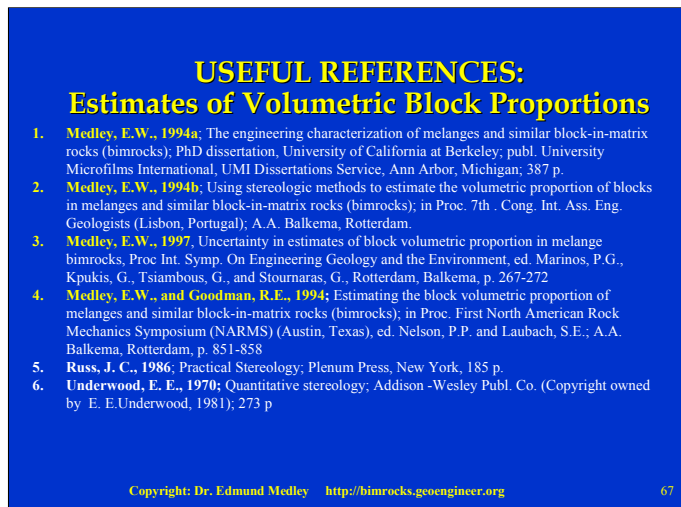 USEFUL REFERENCES:
Estimates of Volumetric Block Proportions
1. Medley, E.W., 1994a; The engineering characterization of melanges and similar block-in-matrix
rocks (bimrocks); PhD dissertation, University of California at Berkeley; publ. University
Microfilms International, UMI Dissertations Service, Ann Arbor, Michigan; 387 p.
2. Medley, E.W., 1994b; Using stereologic methods to estimate the volumetric proportion of blocks
in melanges and similar block-in-matrix rocks (bimrocks); in Proc. 7th . Cong. Int. Ass. Eng.
Geologists (Lisbon, Portugal); A.A. Balkema, Rotterdam.
3. Medley, E.W., 1997, Uncertainty in estimates of block volumetric proportion in melange
bimrocks, Proc Int. Symp. On Engineering Geology and the Environment, ed. Marinos, P.G.,
Kpukis, G., Tsiambous, G., and Stournaras, G., Rotterdam, Balkema, p. 267-272
4. Medley, E.W., and Goodman, R.E., 1994; Estimating the block volumetric proportion of
melanges and similar block-in-matrix rocks (bimrocks); in Proc. First North American Rock
Mechanics Symposium (NARMS) (Austin, Texas), ed. Nelson, P.P. and Laubach, S.E.; A.A.
Balkema, Rotterdam, p. 851-858
5. Russ, J. C., 1986; Practical Stereology; Plenum Press, New York, 185 p.
6. Underwood, E. E., 1970; Quantitative stereology; Addison -Wesley Publ. Co. (Copyright owned
by E. E.Underwood, 1981); 273 p
Copyright: Dr. Edmund Medley http://bimrocks.geoengineer.org 67